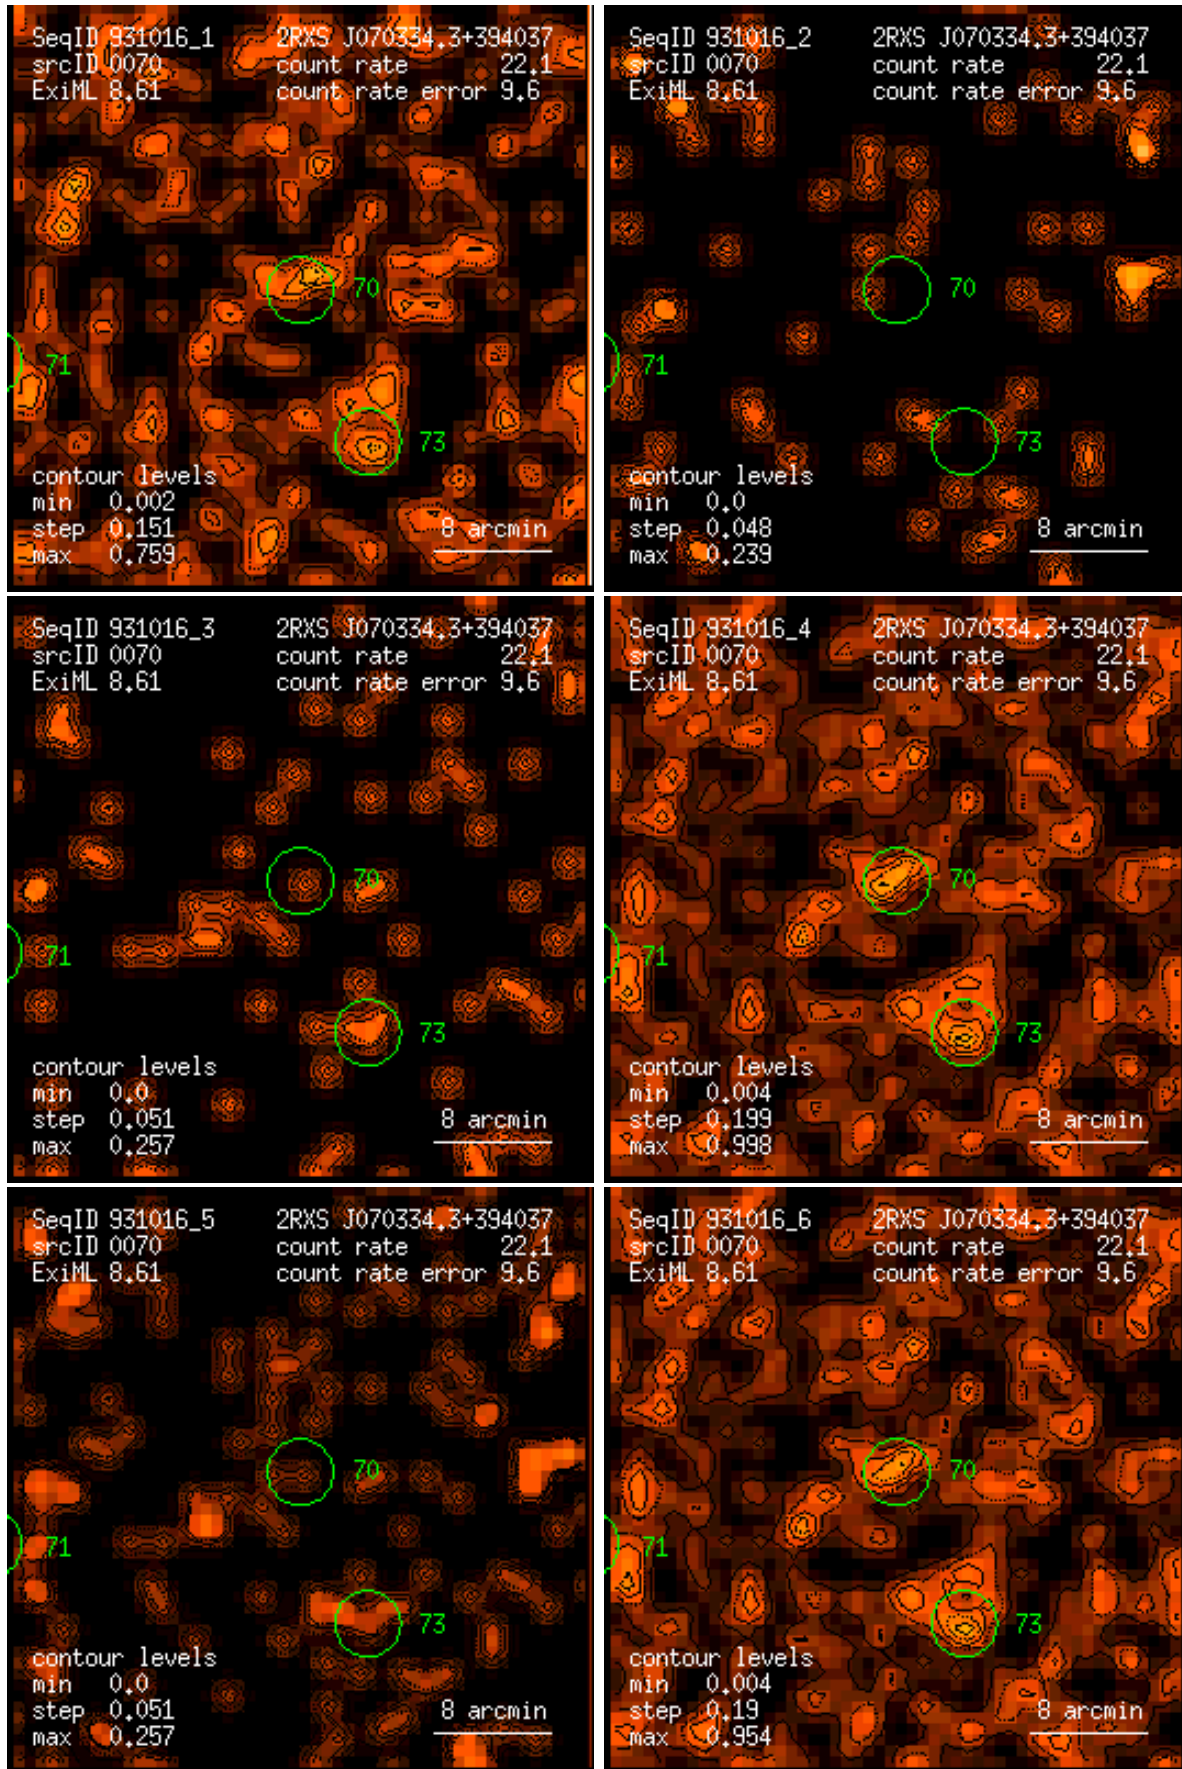 SeqID 931016_1 2RXS J070334.3+394037
srcID 0070 count rate 22.1
ExiML 8.61 count rate error 9.6
70
71
73
contour levels
min 0.002
step 0.151 8 arcmin
max 0.759
SeqID 931016_2 2RXS J070334.3+394037
srcID 0070 count rate 22.1
ExiML 8.61 count rate error 9.6
70
71
73
contour levels
min 0.0
step 0.048 8 arcmin
max 0.239
SeqID 931016_3 2RXS J070334.3+394037
srcID 0070 count rate 22.1
ExiML 8.61 count rate error 9.6
70
71
73
contour levels
min 0.0
step 0.051 8 arcmin
max 0.257
SeqID 931016_4 2RXS J070334.3+394037
srcID 0070 count rate 22.1
ExiML 8.61 count rate error 9.6
70
71
73
contour levels
min 0.004
step 0.199 8 arcmin
max 0.998
SeqID 931016_5 2RXS J070334.3+394037
srcID 0070 count rate 22.1
ExiML 8.61 count rate error 9.6
70
71
73
contour levels
min 0.0
step 0.051 8 arcmin
max 0.257
SeqID 931016_6 2RXS J070334.3+394037
srcID 0070 count rate 22.1
ExiML 8.61 count rate error 9.6
70
71
73
contour levels
min 0.004
step 0.19 8 arcmin
max 0.954